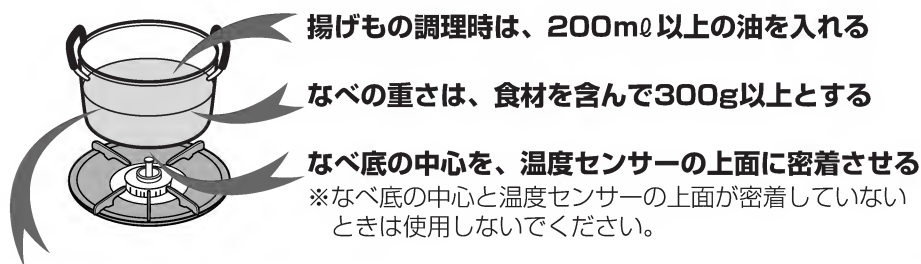 揚げもの調理時は、200mℓ以上の油を入れる
なべの重さは、食材を含んで300g以上とする
なべ底の中心を、温度センサーの上面に密着させる
※なべ底の中心と温度センサーの上面が密着していない
ときは使用しないでください。